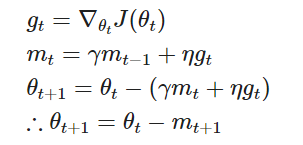 g_t = ∇_{θ_t} J(θ_t)
m_t = γm_{t−1} + ηg_t
θ_{t+1} = θ_t − (γm_t + ηg_t)
∴ θ_{t+1} = θ_t − m_{t+1}